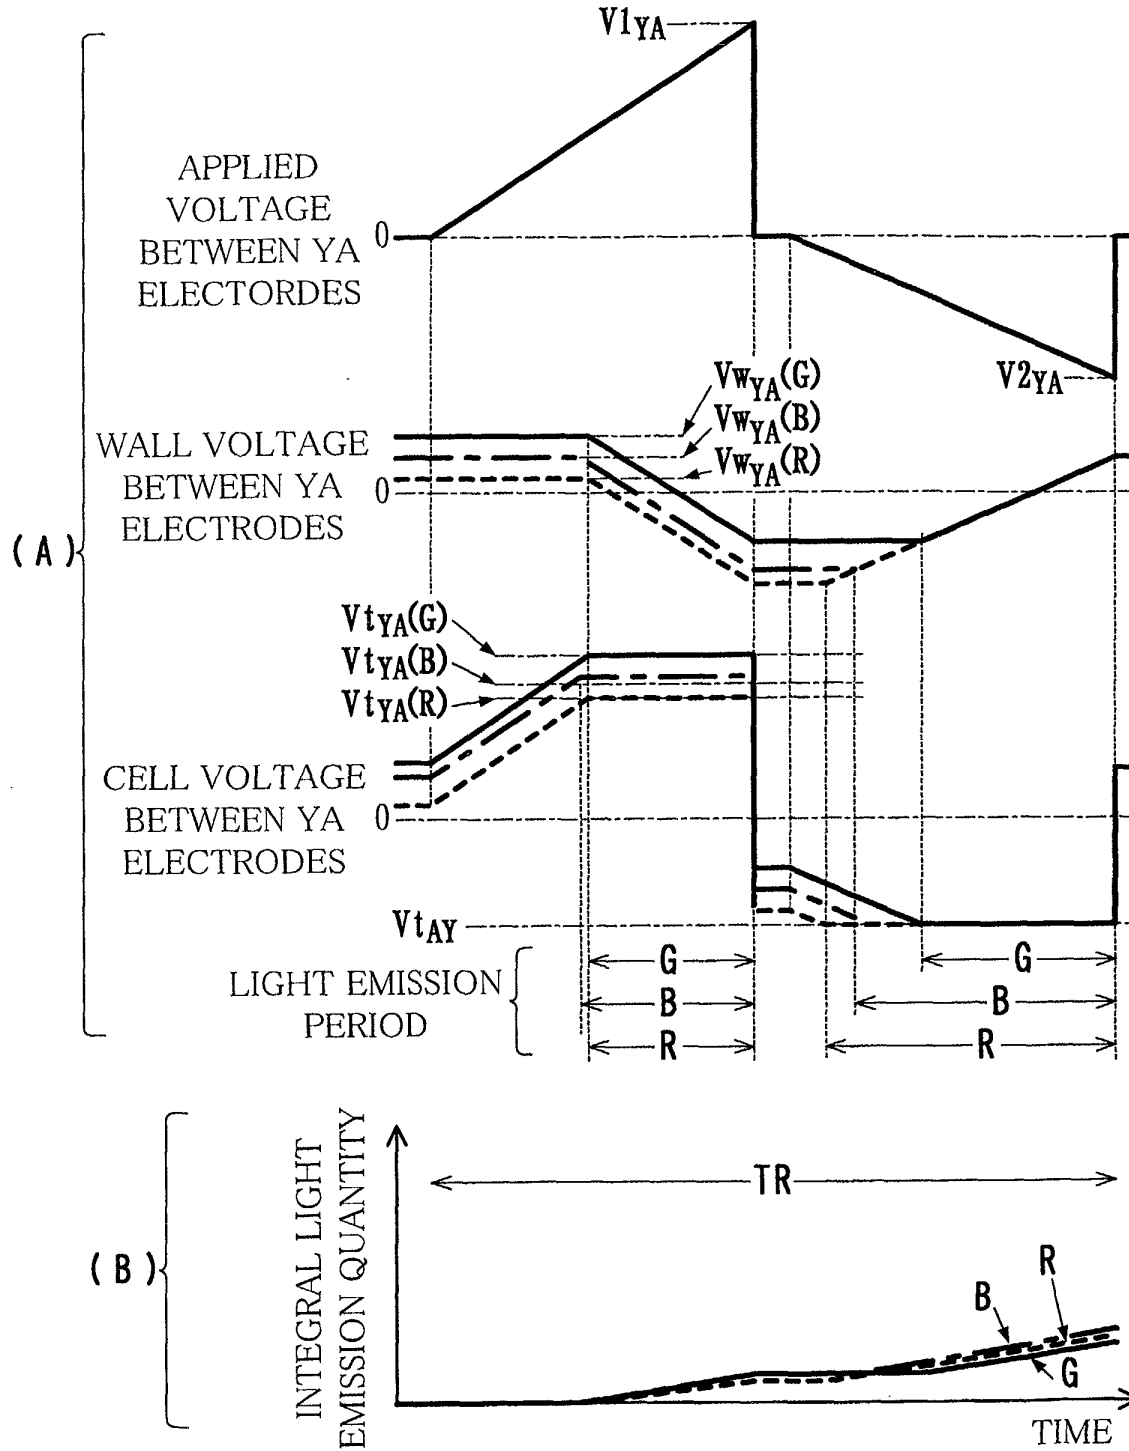 V1YA
APPLIED
VOLTAGE
BETWEEN YA
ELECTORDES
0
V2YA
VwYA(G)
VwYA(B)
VwYA(R)
WALL VOLTAGE
BETWEEN YA
ELECTRODES
0
(A)
VtYA(G)
VtYA(B)
VtYA(R)
CELL VOLTAGE
BETWEEN YA
ELECTRODES
0
VtAY
LIGHT EMISSION
PERIOD
G
B
R
G
B
R
(B)
INTEGRAL LIGHT
EMISSION QUANTITY
TR
B
R
G
TIME